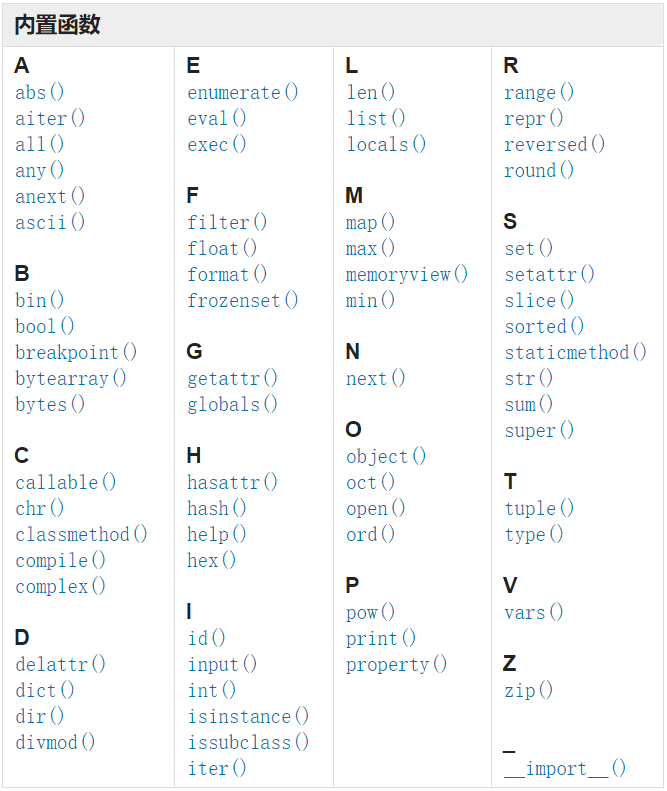 内置函数
A
abs()
aiter()
all()
any()
anext()
ascii()
B
bin()
bool()
breakpoint()
bytearray()
bytes()
C
callable()
chr()
classmethod()
compile()
complex()
D
delattr()
dict()
dir()
divmod()
E
enumerate()
eval()
exec()
F
filter()
float()
format()
frozenset()
G
getattr()
globals()
H
hasattr()
hash()
help()
hex()
I
id()
input()
int()
isinstance()
issubclass()
iter()
L
len()
list()
locals()
M
map()
max()
memoryview()
min()
N
next()
O
object()
oct()
open()
ord()
P
pow()
print()
property()
R
range()
repr()
reversed()
round()
S
set()
setattr()
slice()
sorted()
staticmethod()
str()
sum()
super()
T
tuple()
type()
V
vars()
Z
zip()
_
__import__()